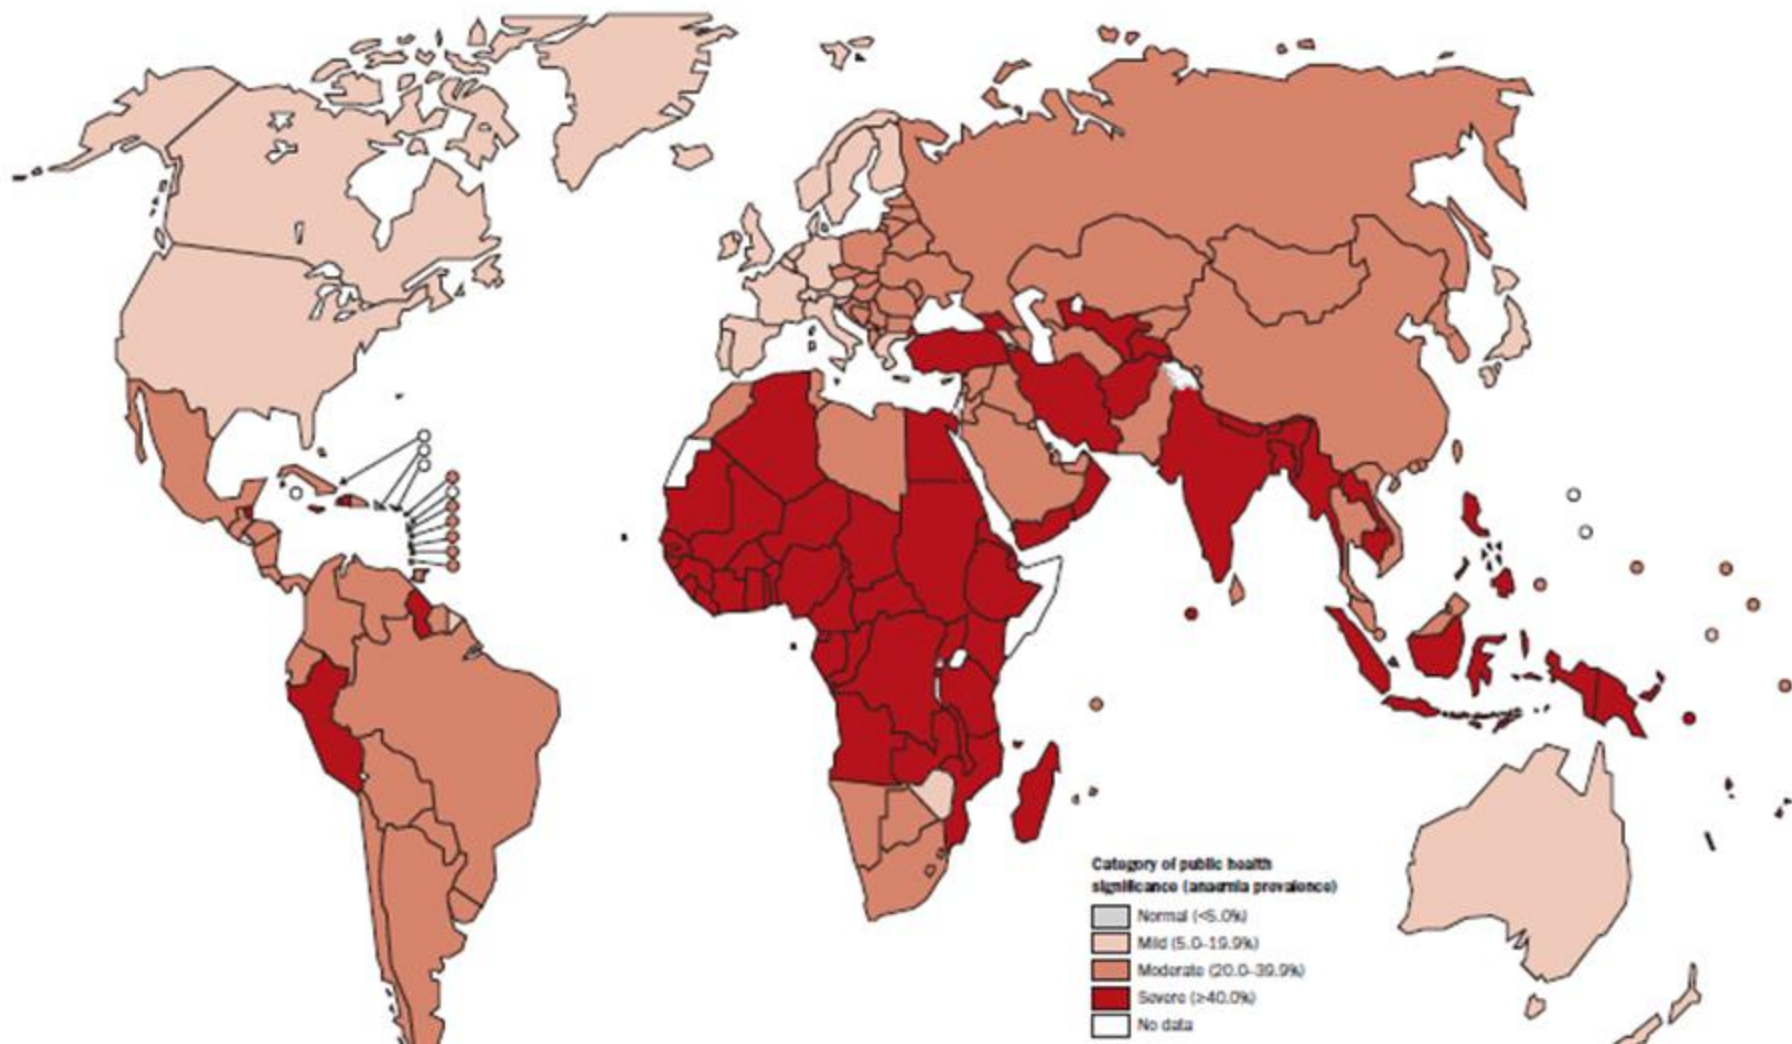 Category of public health
significance (anaemia prevalence)
Normal (<5.0%)
Mild (5.0–19.9%)
Moderate (20.0–39.9%)
Severe (≥40.0%)
No data